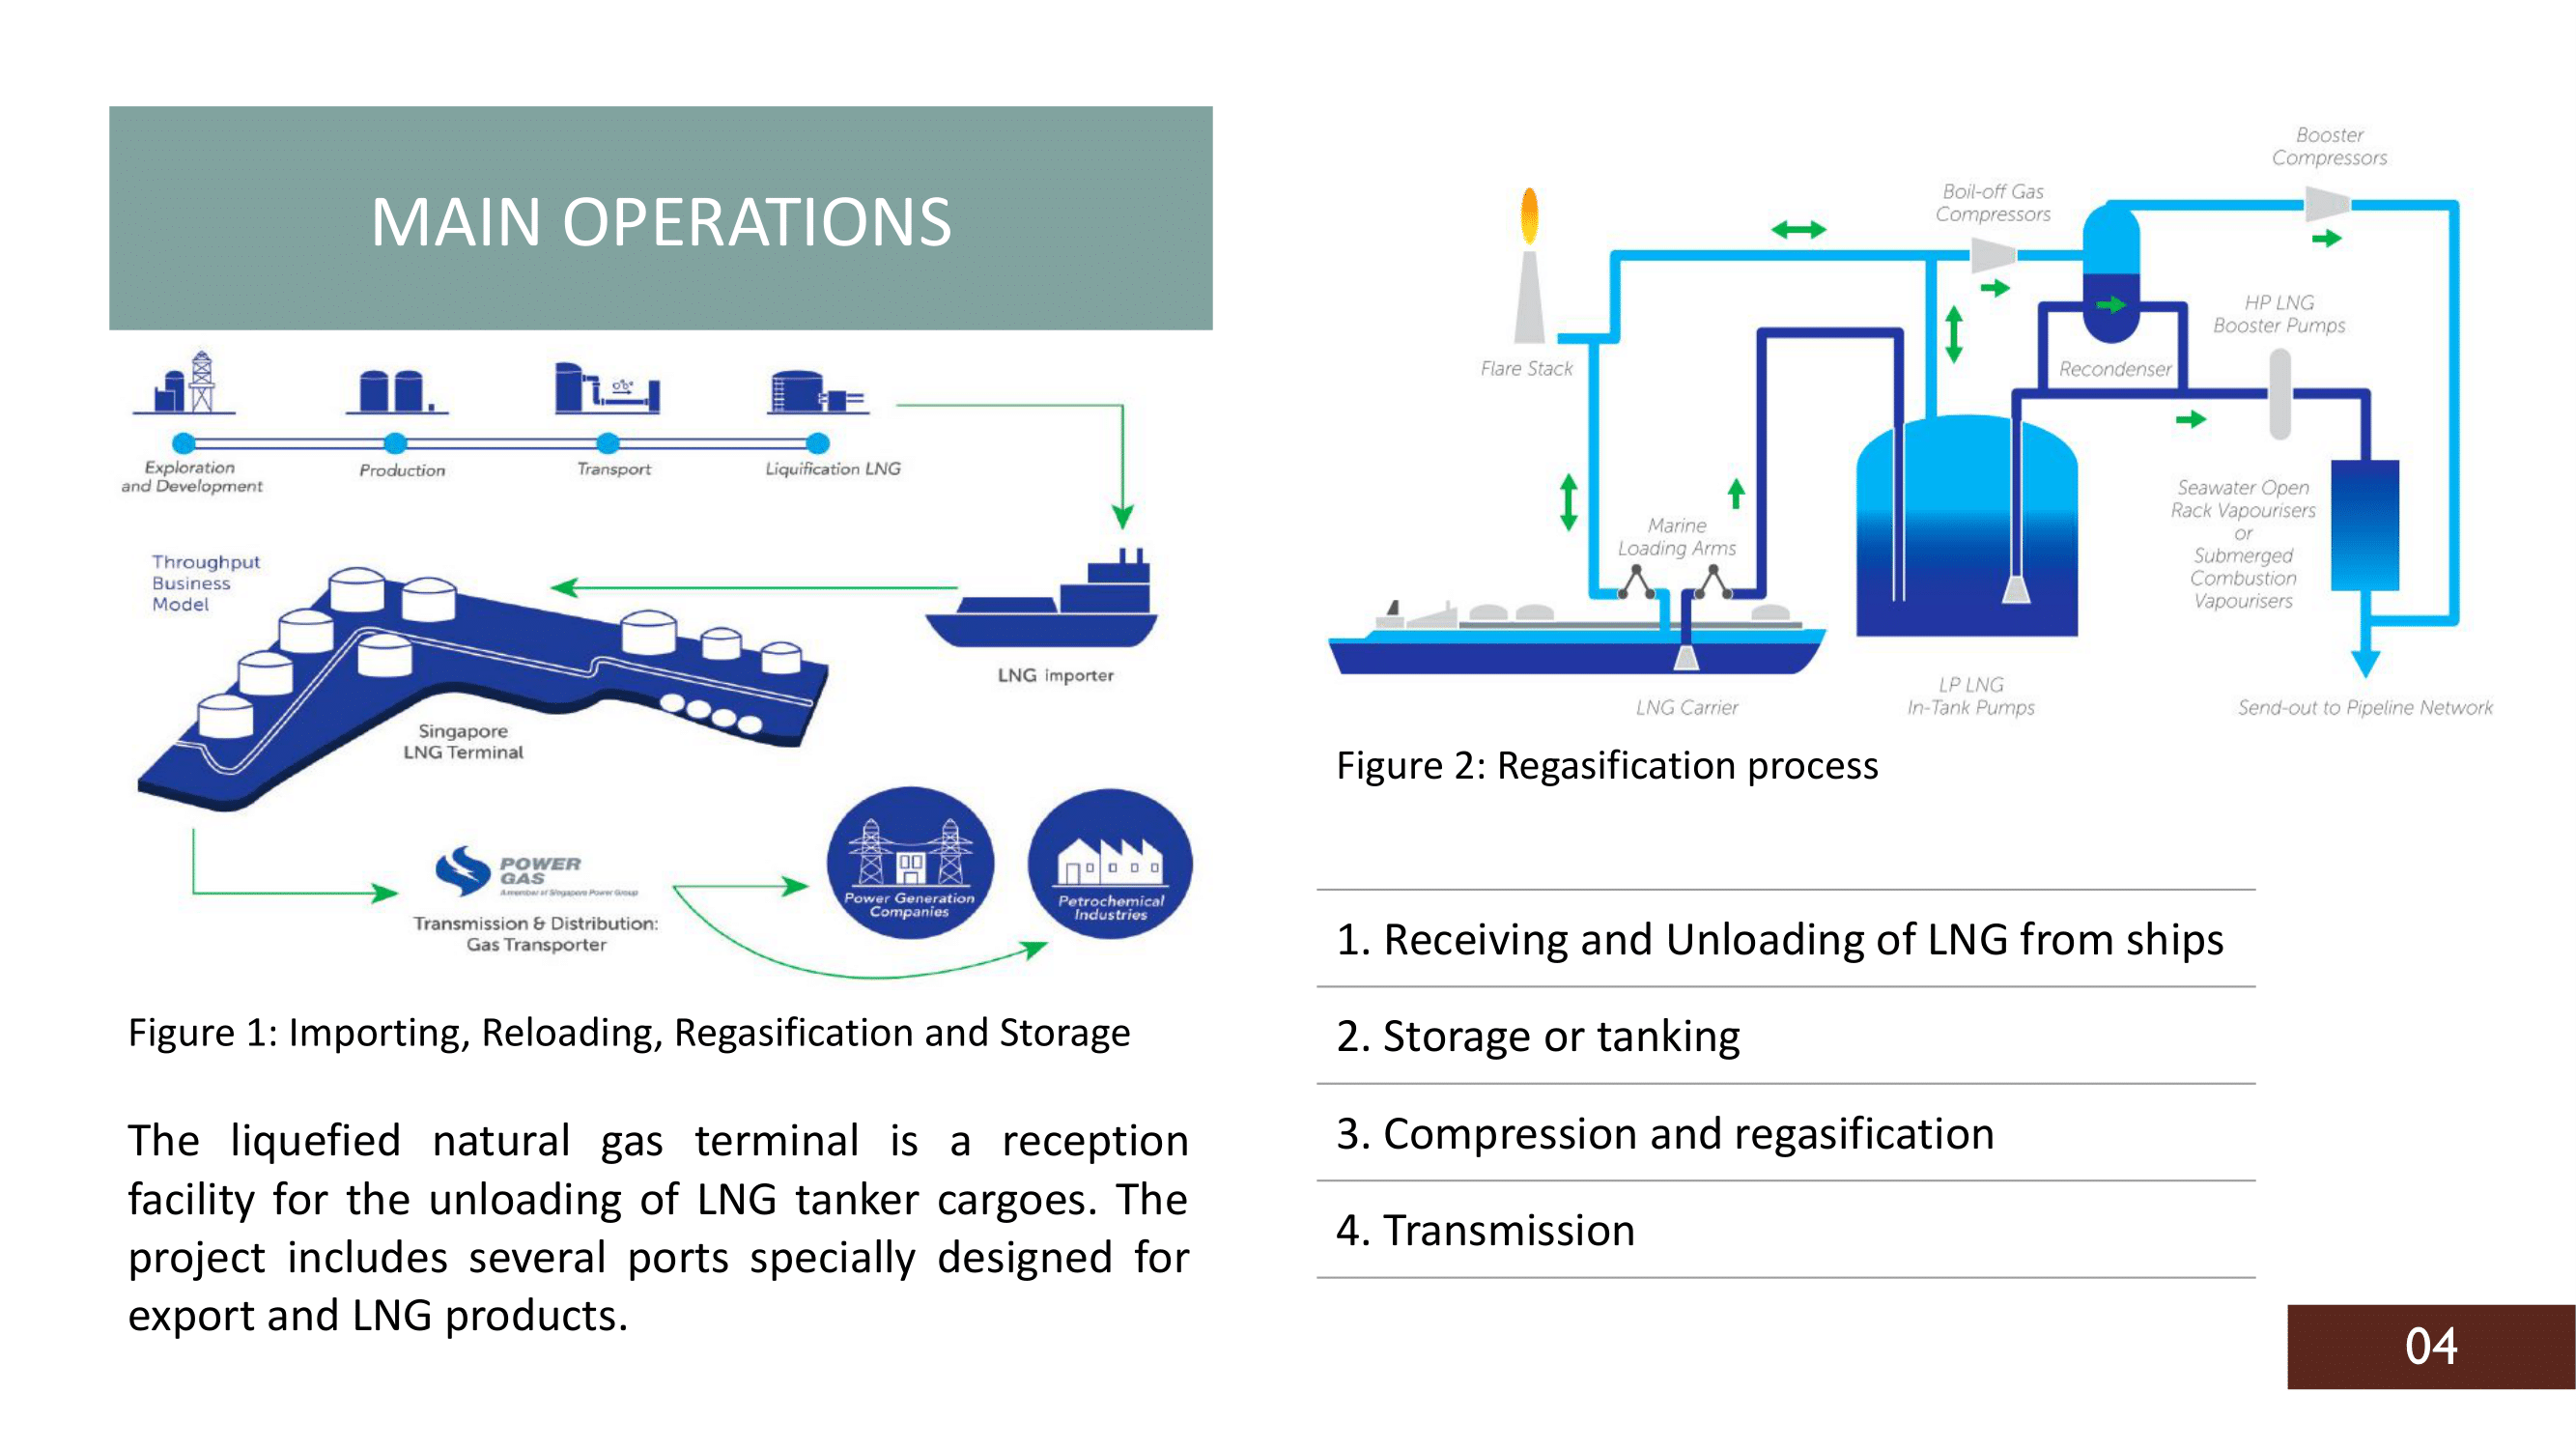 MAIN OPERATIONS
Exploration
and Development
Production
Transport
Liquification LNG
Throughput
Business
Model
LNG importer
Singapore
LNG Terminal
POWER
GAS
A member of Singapore Power Group
Transmission & Distribution:
Gas Transporter
Power Generation
Companies
Petrochemical
Industries
Figure 1: Importing, Reloading, Regasification and Storage
The liquefied natural gas terminal is a reception
facility for the unloading of LNG tanker cargoes. The
project includes several ports specially designed for
export and LNG products.
Booster
Compressors
Boil-off Gas
Compressors
HP LNG
Booster Pumps
Flare Stack
Recondenser
Seawater Open
Rack Vapourisers
or
Submerged
Combustion
Vapourisers
Marine
Loading Arms
LNG Carrier
LP LNG
In-Tank Pumps
Send-out to Pipeline Network
Figure 2: Regasification process
1. Receiving and Unloading of LNG from ships
2. Storage or tanking
3. Compression and regasification
4. Transmission
04